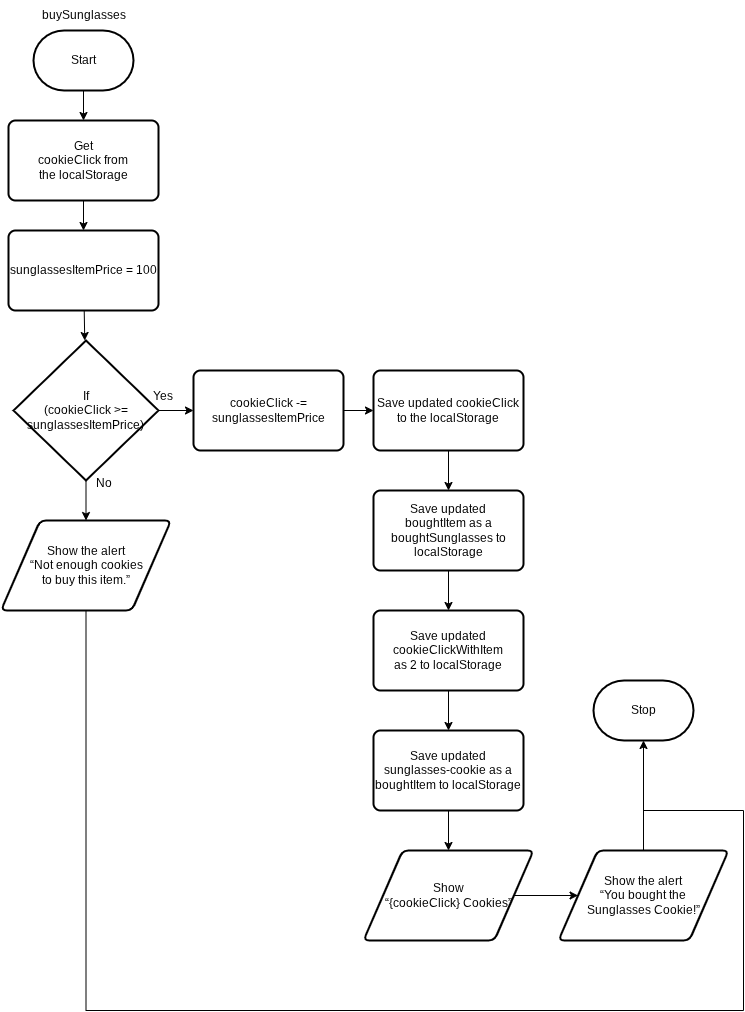 buySunglasses
Start
Get
cookieClick from
the localStorage
sunglassesItemPrice = 100
If
(cookieClick >=
sunglassesItemPrice)
Yes
No
cookieClick -=
sunglassesItemPrice
Save updated cookieClick
to the localStorage
Save updated
boughtItem as a
boughtSunglasses to
localStorage
Save updated
cookieClickWithItem
as 2 to localStorage
Save updated
sunglasses-cookie as a
boughtItem to localStorage
Show
“{cookieClick} Cookies”
Show the alert
“You bought the
Sunglasses Cookie!”
Stop
Show the alert
“Not enough cookies
to buy this item.”